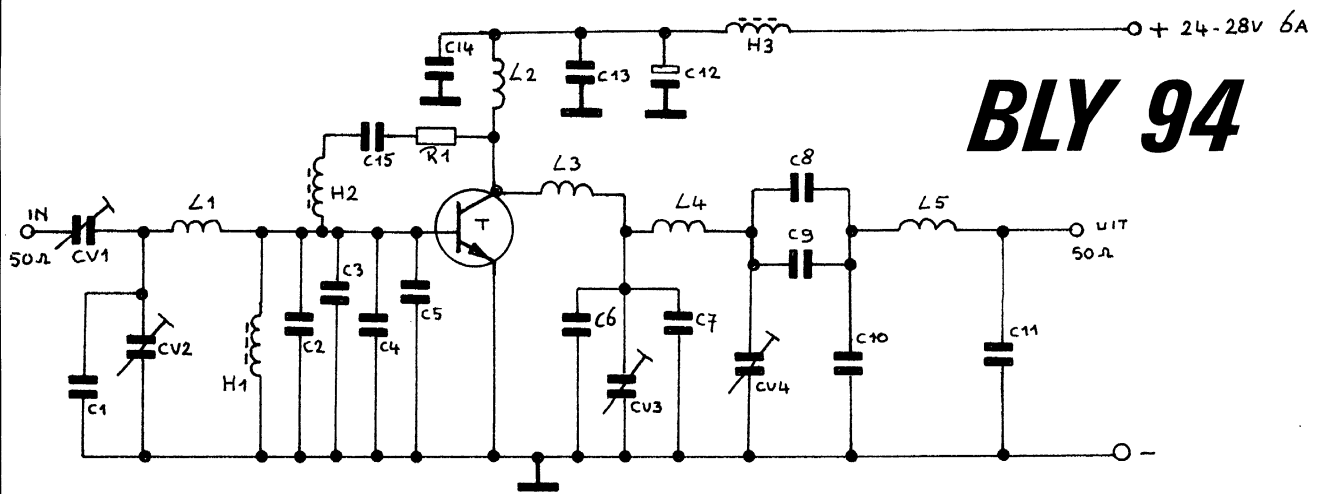 + 24-28V 6A
H3
C14
L2
C13
C12
BLY 94
C15
R1
L3
C8
H2
L1
L4
L5
IN
T
UIT
50Ω
CV1
C9
50Ω
C3
C5
C6
C7
C2
C4
CV2
C10
C11
H1
CV4
C1
CV3
-